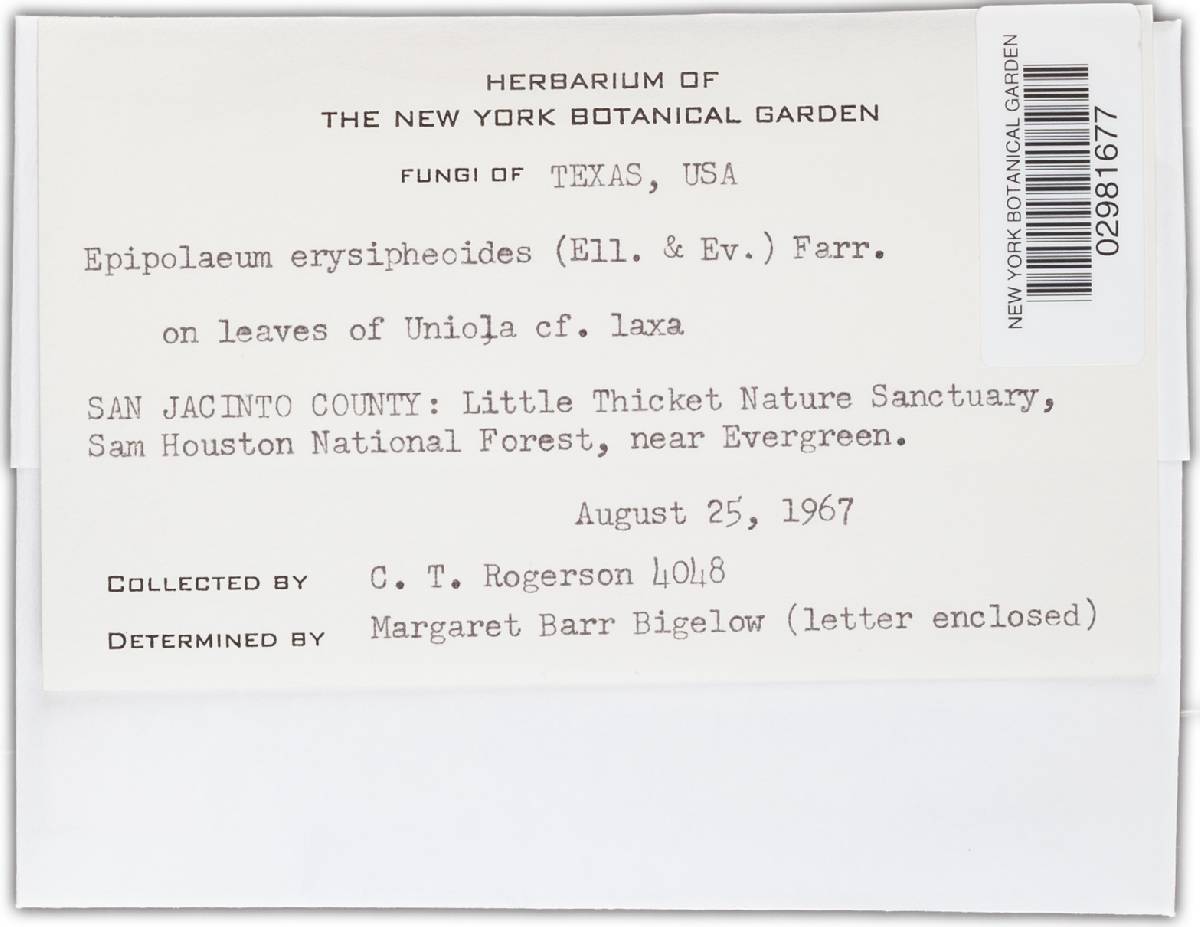 HERBARIUM OF
THE NEW YORK BOTANICAL GARDEN
FUNGI OF TEXAS, USA
Epipolaeum erysipheoides (Ell. & Ev.) Farr.
on leaves of Uniola cf. laxa
SAN JACINTO COUNTY: Little Thicket Nature Sanctuary,
Sam Houston National Forest, near Evergreen.
August 25, 1967
COLLECTED BY C. T. Rogerson 4048
DETERMINED BY Margaret Barr Bigelow (letter enclosed)
NEW YORK BOTANICAL GARDEN
02981677